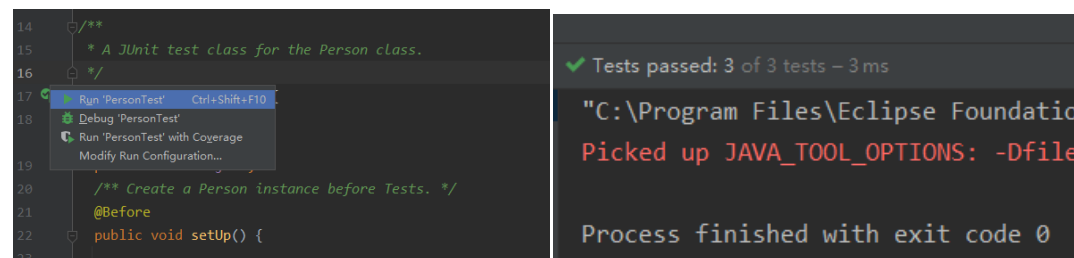 14 /**
15 * A JUnit test class for the Person class.
16 */
17
Run 'PersonTest' Ctrl+Shift+F10
18 Debug 'PersonTest'
Run 'PersonTest' with Coverage
Modify Run Configuration...
19
20 /** Create a Person instance before Tests. */
21 @Before
22 public void setUp() {
Tests passed: 3 of 3 tests – 3 ms
"C:\Program Files\Eclipse Foundatio
Picked up JAVA_TOOL_OPTIONS: -Dfile
Process finished with exit code 0